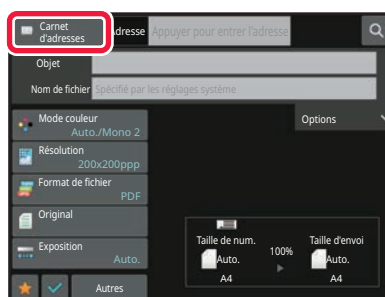 Carnet
d'adresses
Adresse
Appuyer pour entrer l'adresse
Objet
Nom de fichier
Spécifié par les réglages système
Mode couleur
Auto./Mono 2
Options
Résolution
200x200ppp
Format de fichier
PDF
Original
Exposition
Auto.
Taille de num.
100%
Taille d'envoi
Auto.
Auto.
A4
A4
Autres